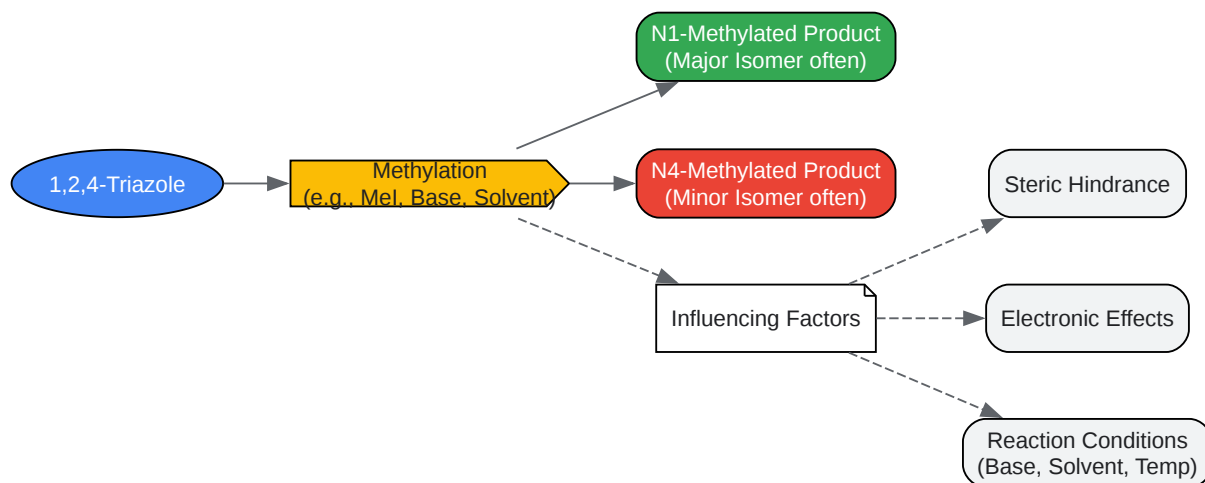 1,2,4-Triazole
Methylation
(e.g., MeI, Base, Solvent)
N1-Methylated Product
(Major Isomer often)
N4-Methylated Product
(Minor Isomer often)
Influencing Factors
Steric Hindrance
Electronic Effects
Reaction Conditions
(Base, Solvent, Temp)